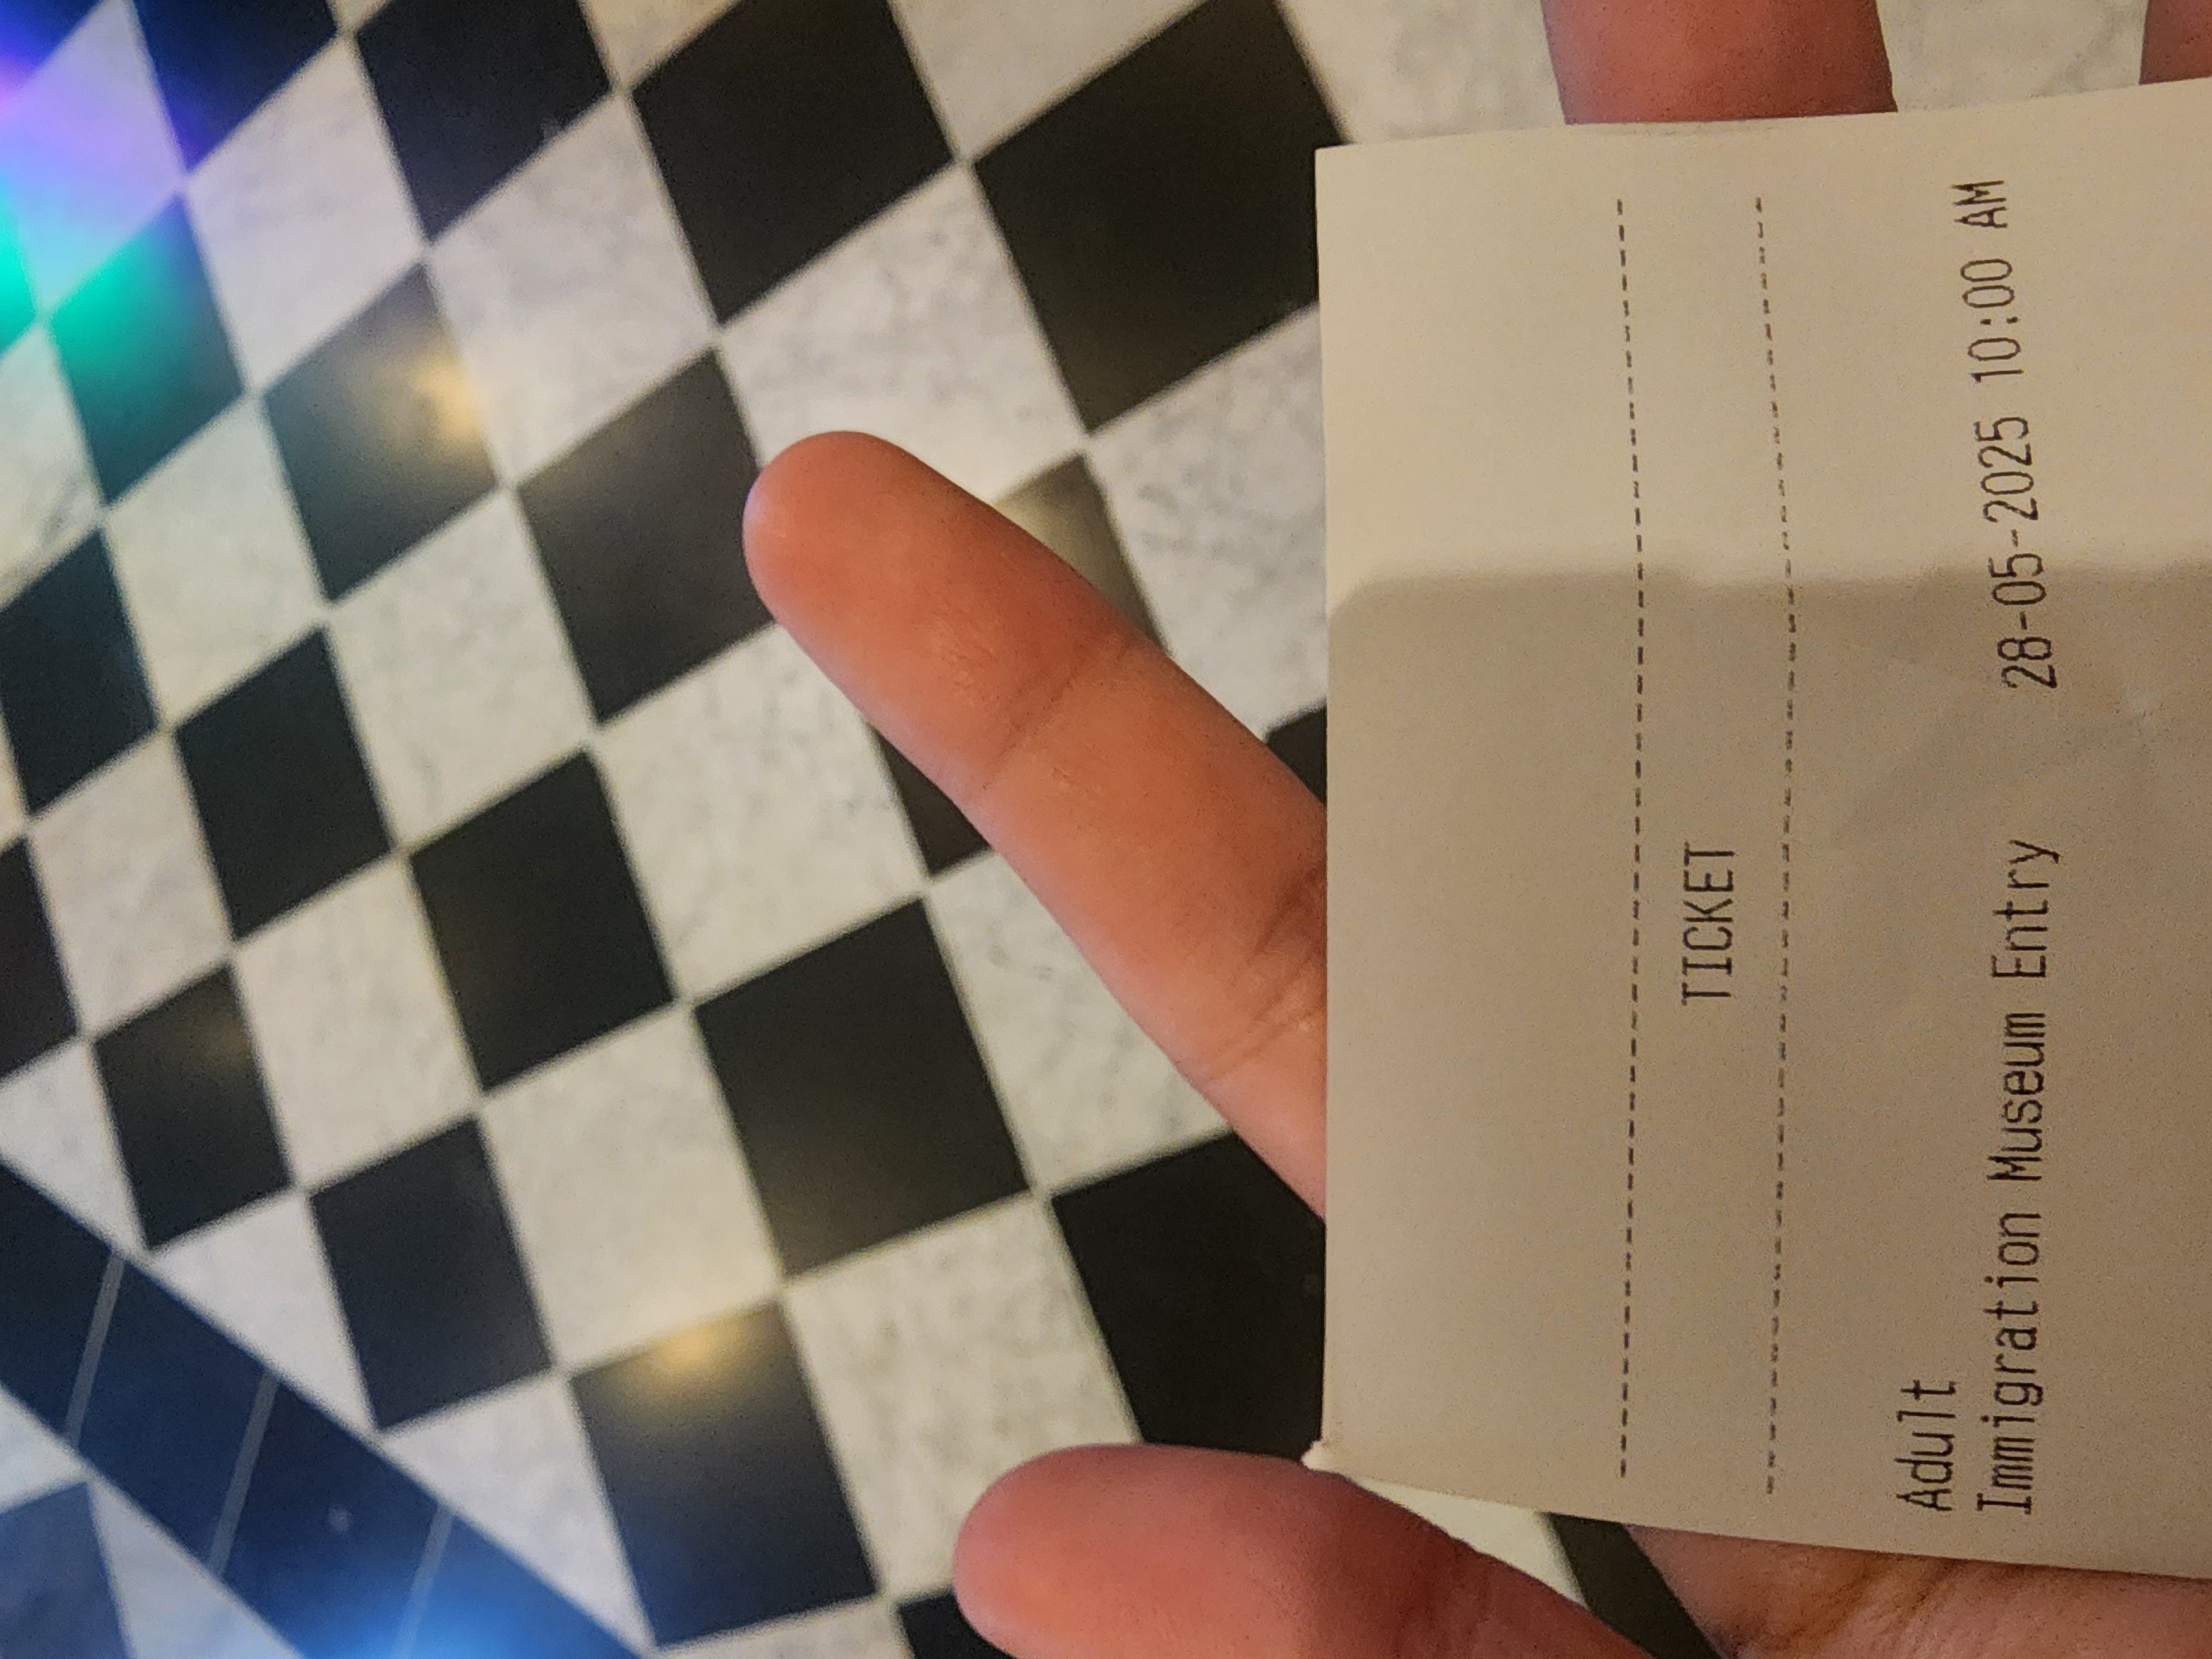 TICKET
Adult
Immigration Museum Entry 28-05-2025 10:00 AM